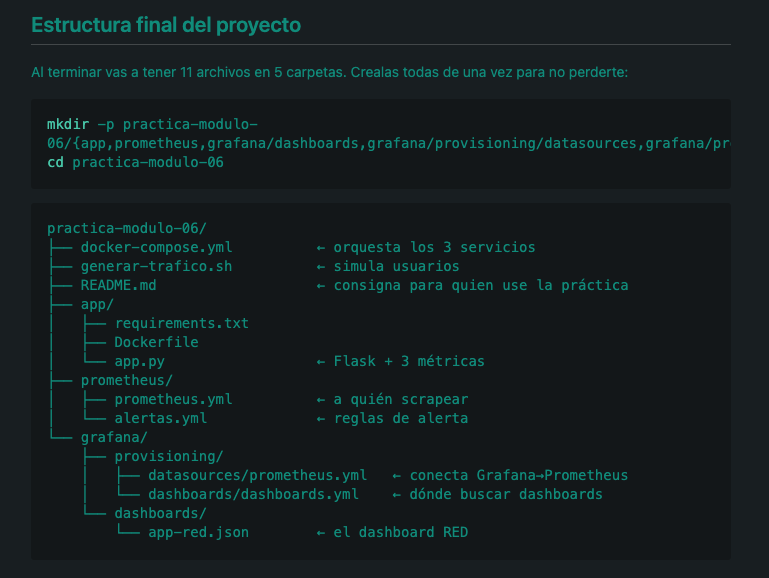 Estructura final del proyecto
Al terminar vas a tener 11 archivos en 5 carpetas. Crealas todas de una vez para no perderte:
mkdir -p practica-modulo-
06/{app,prometheus,grafana/dashboards,grafana/provisioning/datasources,grafana/pr
cd practica-modulo-06
practica-modulo-06/
├── docker-compose.yml          ← orquesta los 3 servicios
├── generar-trafico.sh          ← simula usuarios
├── README.md                   ← consigna para quien use la práctica
├── app/
│   ├── requirements.txt
│   ├── Dockerfile
│   └── app.py                  ← Flask + 3 métricas
├── prometheus/
│   ├── prometheus.yml          ← a quién scrapear
│   └── alertas.yml             ← reglas de alerta
└── grafana/
    ├── provisioning/
    │   ├── datasources/prometheus.yml   ← conecta Grafana→Prometheus
    │   └── dashboards/dashboards.yml    ← dónde buscar dashboards
    └── dashboards/
        └── app-red.json        ← el dashboard RED